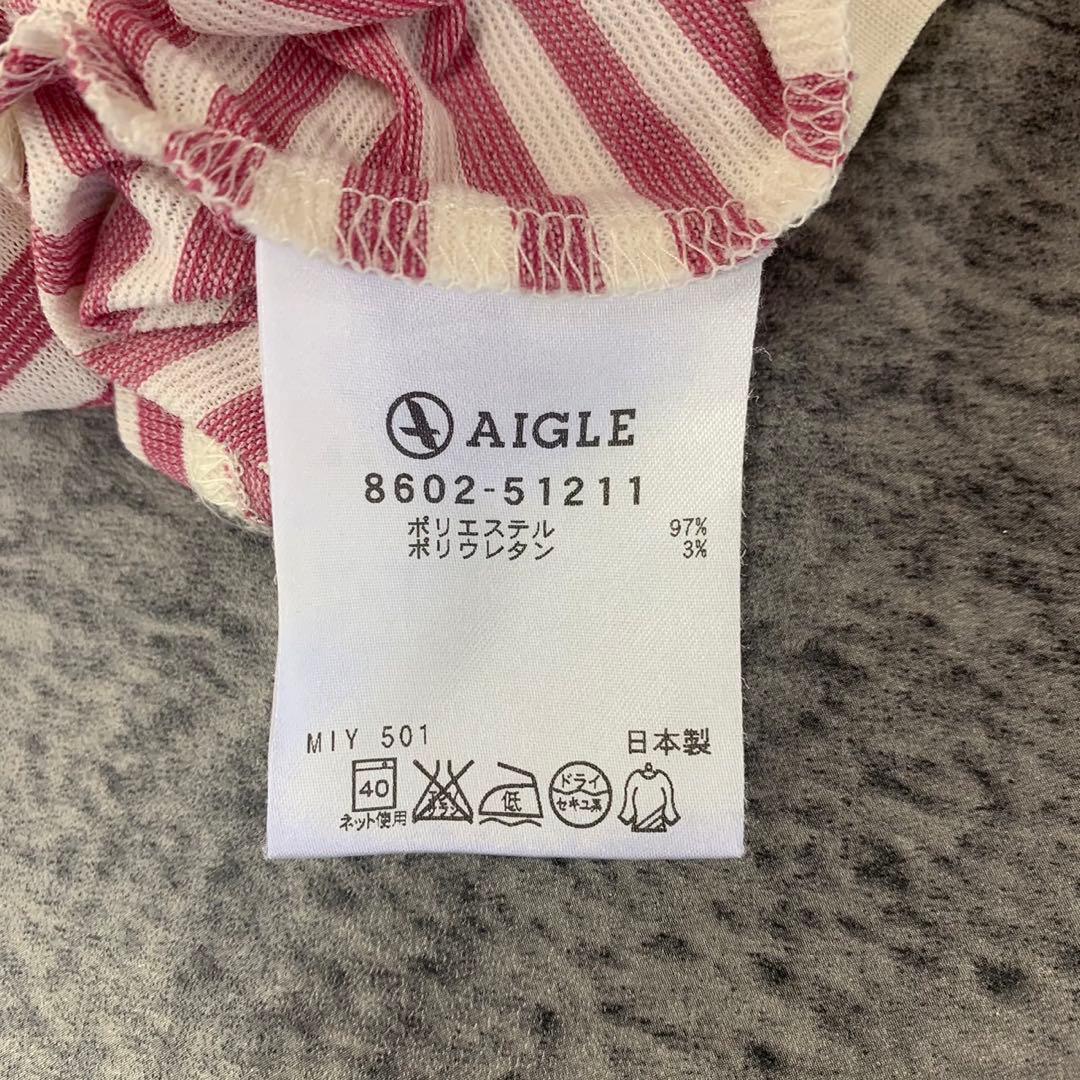 AIGLE
8602-51211
ポリエステル 97%
ポリウレタン 3%
MIY 501 日本製
40 低 ドライ セキユ系
ネット使用